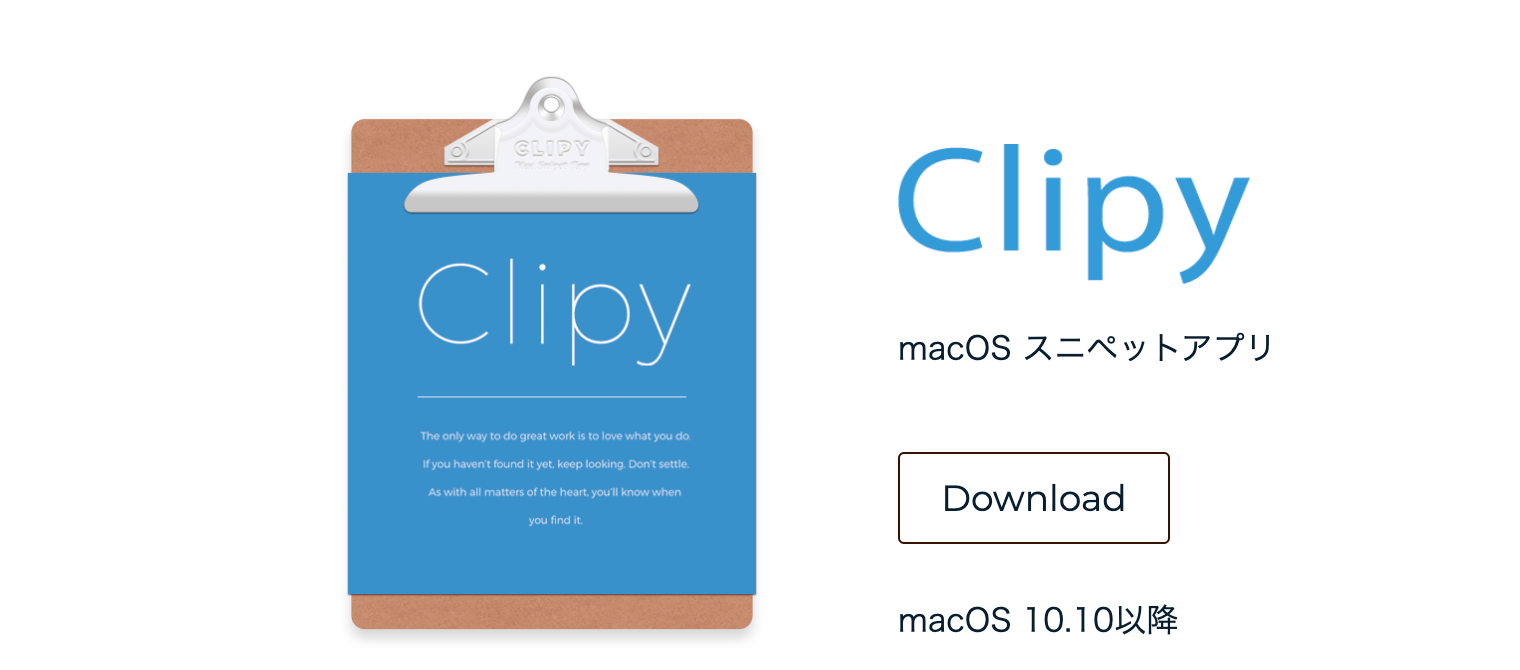 CLIPY
Clipy
The only way to do great work is to love what you do.
If you haven't found it yet, keep looking. Don't settle.
As with all matters of the heart, you'll know when
you find it.
Clipy
macOS スニペットアプリ
Download
macOS 10.10以降